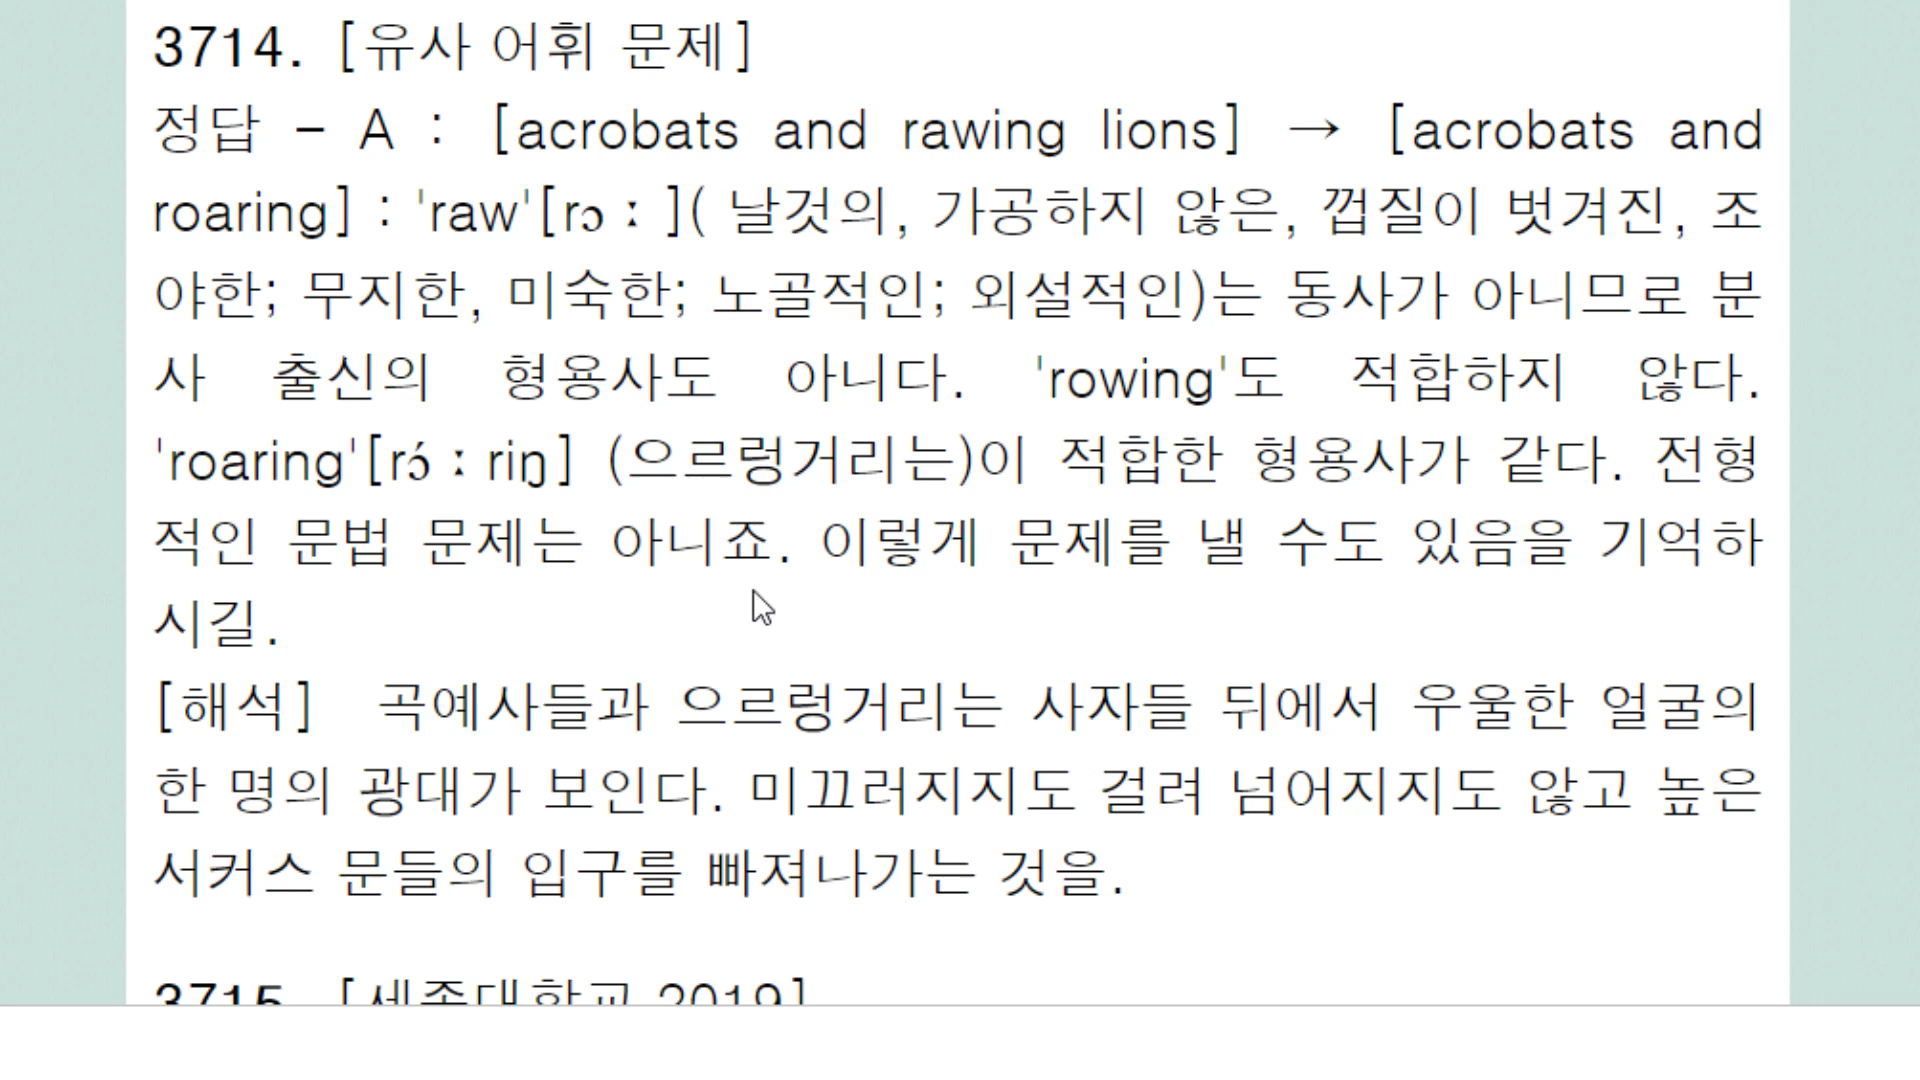 3714. [유사 어휘 문제]
정답 – A : [acrobats and rawing lions] → [acrobats and
roaring] : 'raw'[rɔː]( 날것의, 가공하지 않은, 껍질이 벗겨진, 조
야한; 무지한, 미숙한; 노골적인; 외설적인)는 동사가 아니므로 분
사 출신의 형용사도 아니다. 'rowing'도 적합하지 않다.
'roaring'[rɔ́ːriŋ] (으르렁거리는)이 적합한 형용사가 같다. 전형
적인 문법 문제는 아니죠. 이렇게 문제를 낼 수도 있음을 기억하
시길.
[해석] 곡예사들과 으르렁거리는 사자들 뒤에서 우울한 얼굴의
한 명의 광대가 보인다. 미끄러지지도 걸려 넘어지지도 않고 높은
서커스 문들의 입구를 빠져나가는 것을.
3715. [세종대학교 2019]